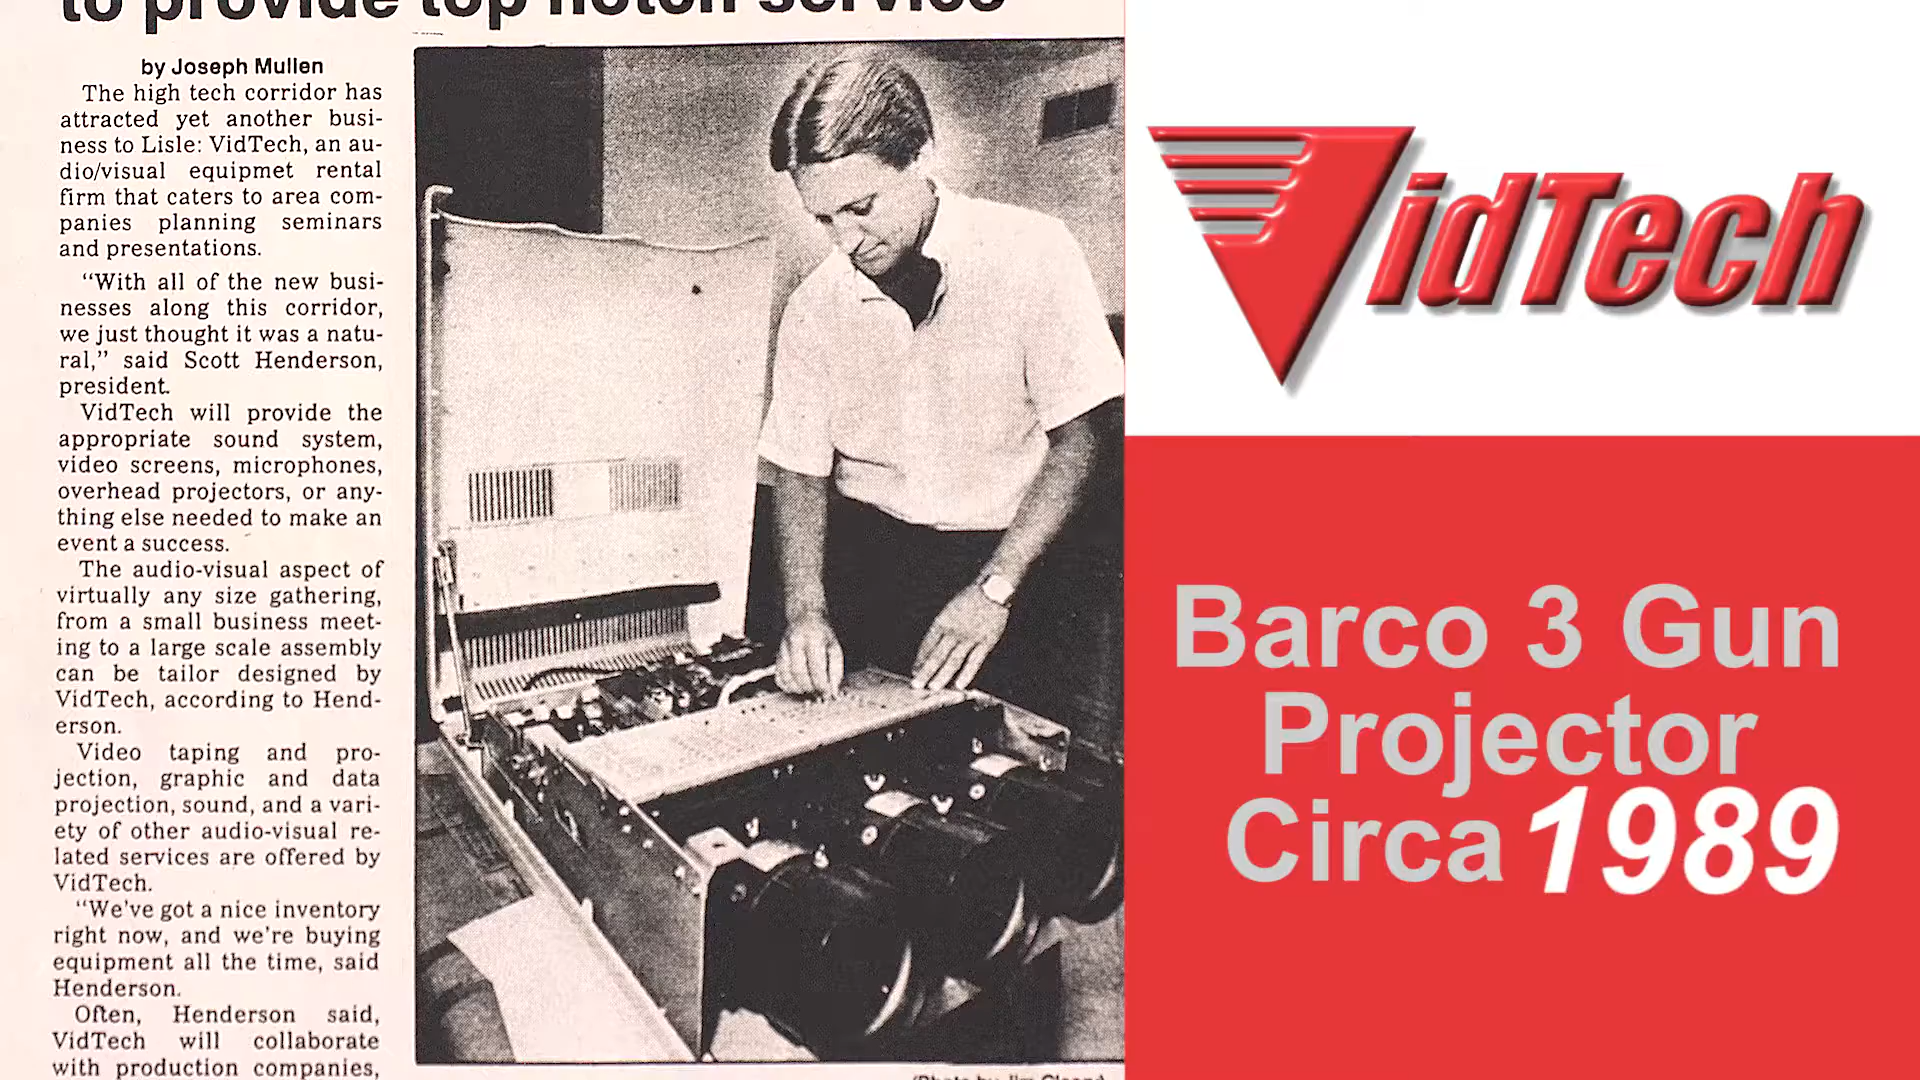 to provide top notch service
by Joseph Mullen
The high tech corridor has
attracted yet another busi-
ness to Lisle: VidTech, an au-
dio/visual equipmet rental
firm that caters to area com-
panies planning seminars
and presentations.
“With all of the new busi-
nesses along this corridor,
we just thought it was a natu-
ral,” said Scott Henderson,
president.
VidTech will provide the
appropriate sound system,
video screens, microphones,
overhead projectors, or any-
thing else needed to make an
event a success.
The audio-visual aspect of
virtually any size gathering,
from a small business meet-
ing to a large scale assembly
can be tailor designed by
VidTech, according to Hend-
erson.
Video taping and pro-
jection, graphic and data
projection, sound, and a vari-
ety of other audio-visual re-
lated services are offered by
VidTech.
“We’ve got a nice inventory
right now, and we’re buying
equipment all the time, said
Henderson.
Often, Henderson said,
VidTech will collaborate
with production companies,
(Photo by Jim
VidTech
Barco 3 Gun
Projector
Circa 1989